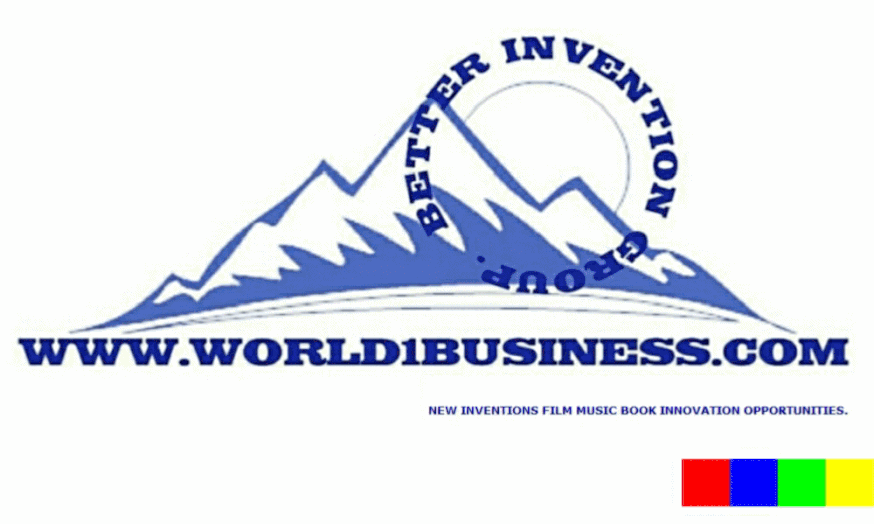 BETTER INVENTION GROUP.
WWW.WORLD1BUSINESS.COM
NEW INVENTIONS FILM MUSIC BOOK INNOVATION OPPORTUNITIES.